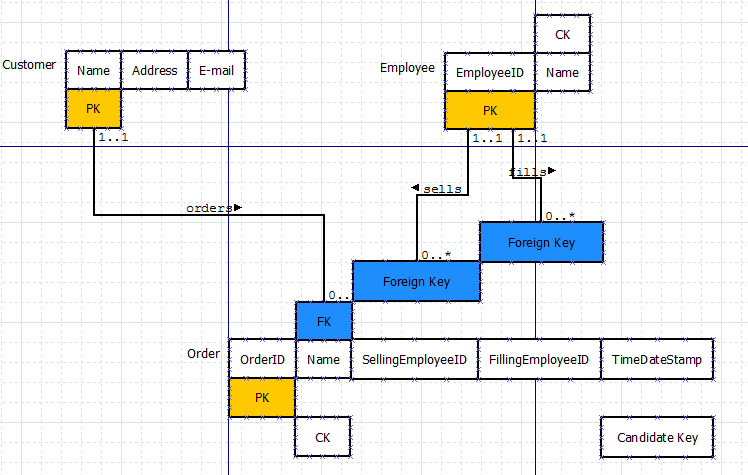 CK
Customer Name Address E-mail
Employee EmployeeID Name
PK
PK
1..1
1..1 1..1
fills
sells
orders
0..*
Foreign Key
0..*
Foreign Key
0..
FK
Order OrderID Name SellingEmployeeID FillingEmployeeID TimeDateStamp
PK
CK
Candidate Key